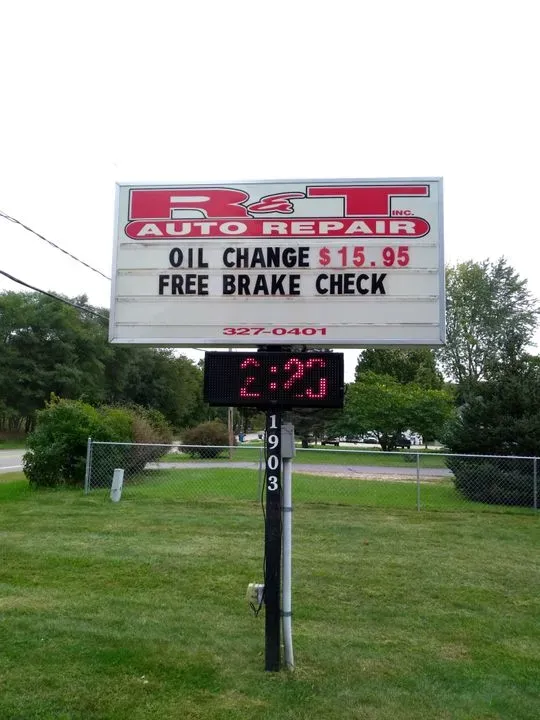 R&T INC.
AUTO REPAIR
OIL CHANGE $15.95
FREE BRAKE CHECK
327-0401
2:23
1903